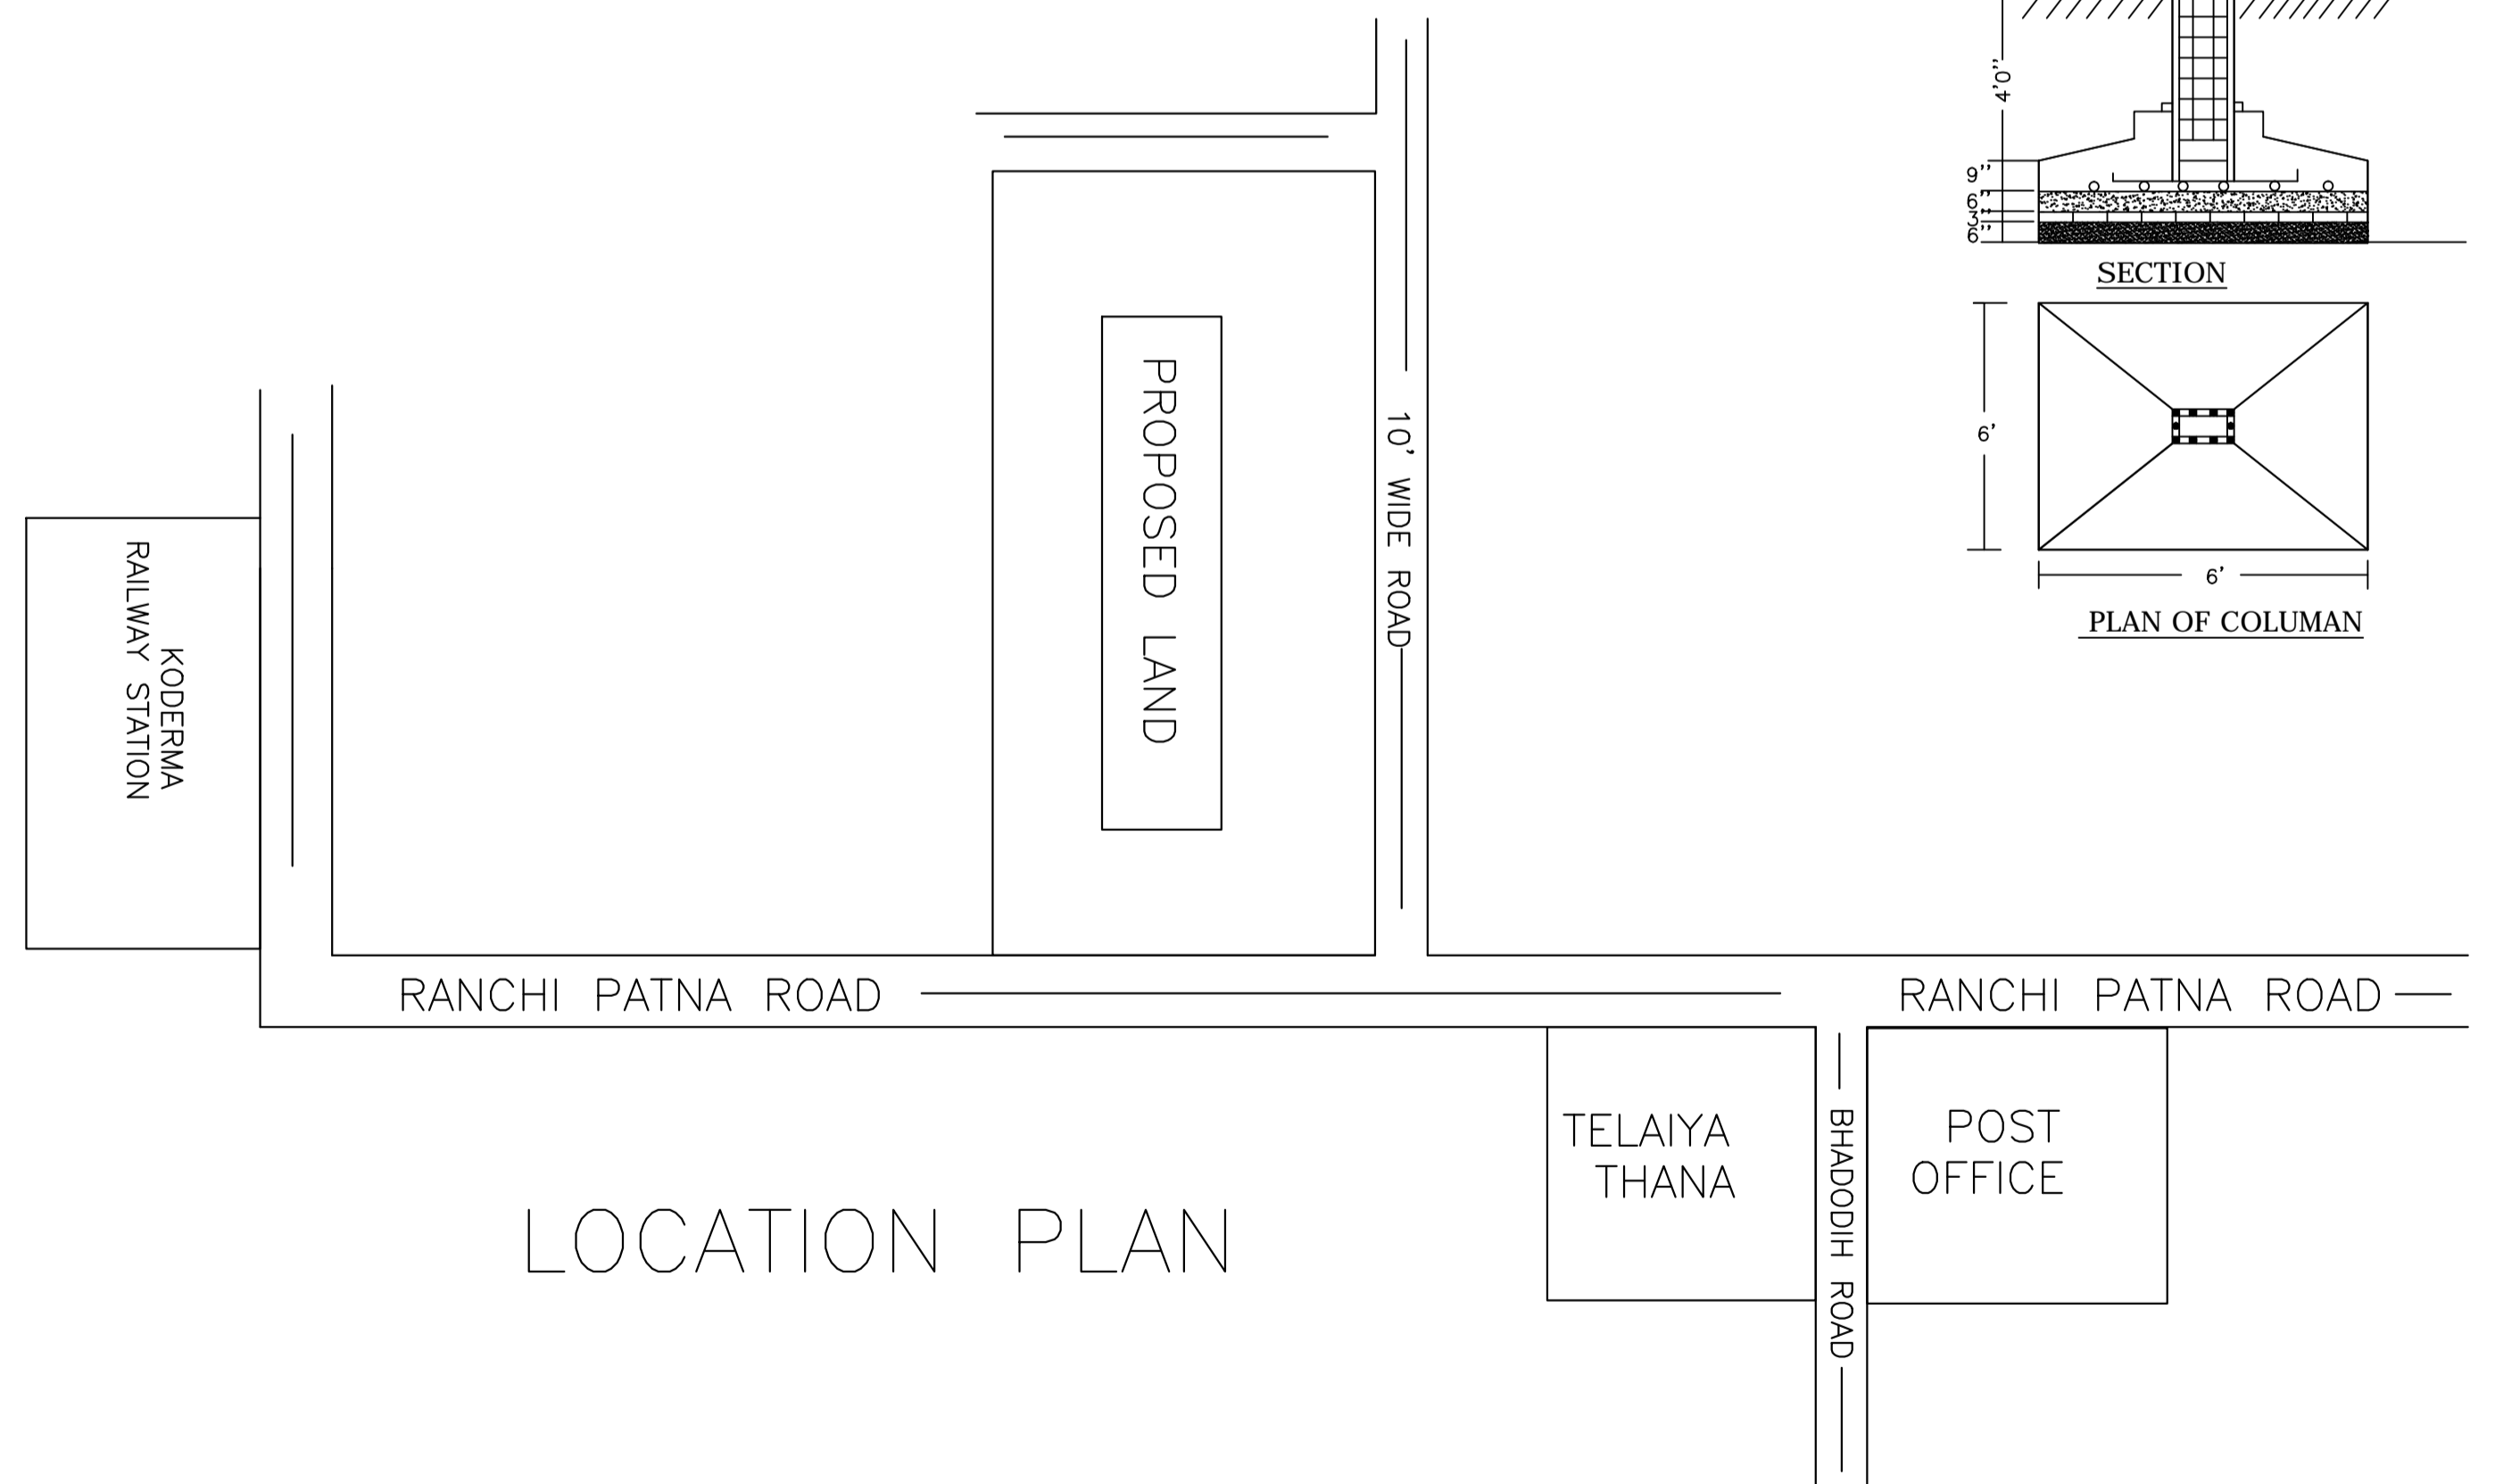 4'0"
9"
6"
3"
6"
SECTION
6'
6'
PLAN OF COLUMAN
PROPOSED LAND
10' WIDE ROAD
KODERMA
RAILWAY STATION
RANCHI PATNA ROAD
RANCHI PATNA ROAD
TELAIYA
THANA
BHADODIH ROAD
POST
OFFICE
LOCATION PLAN